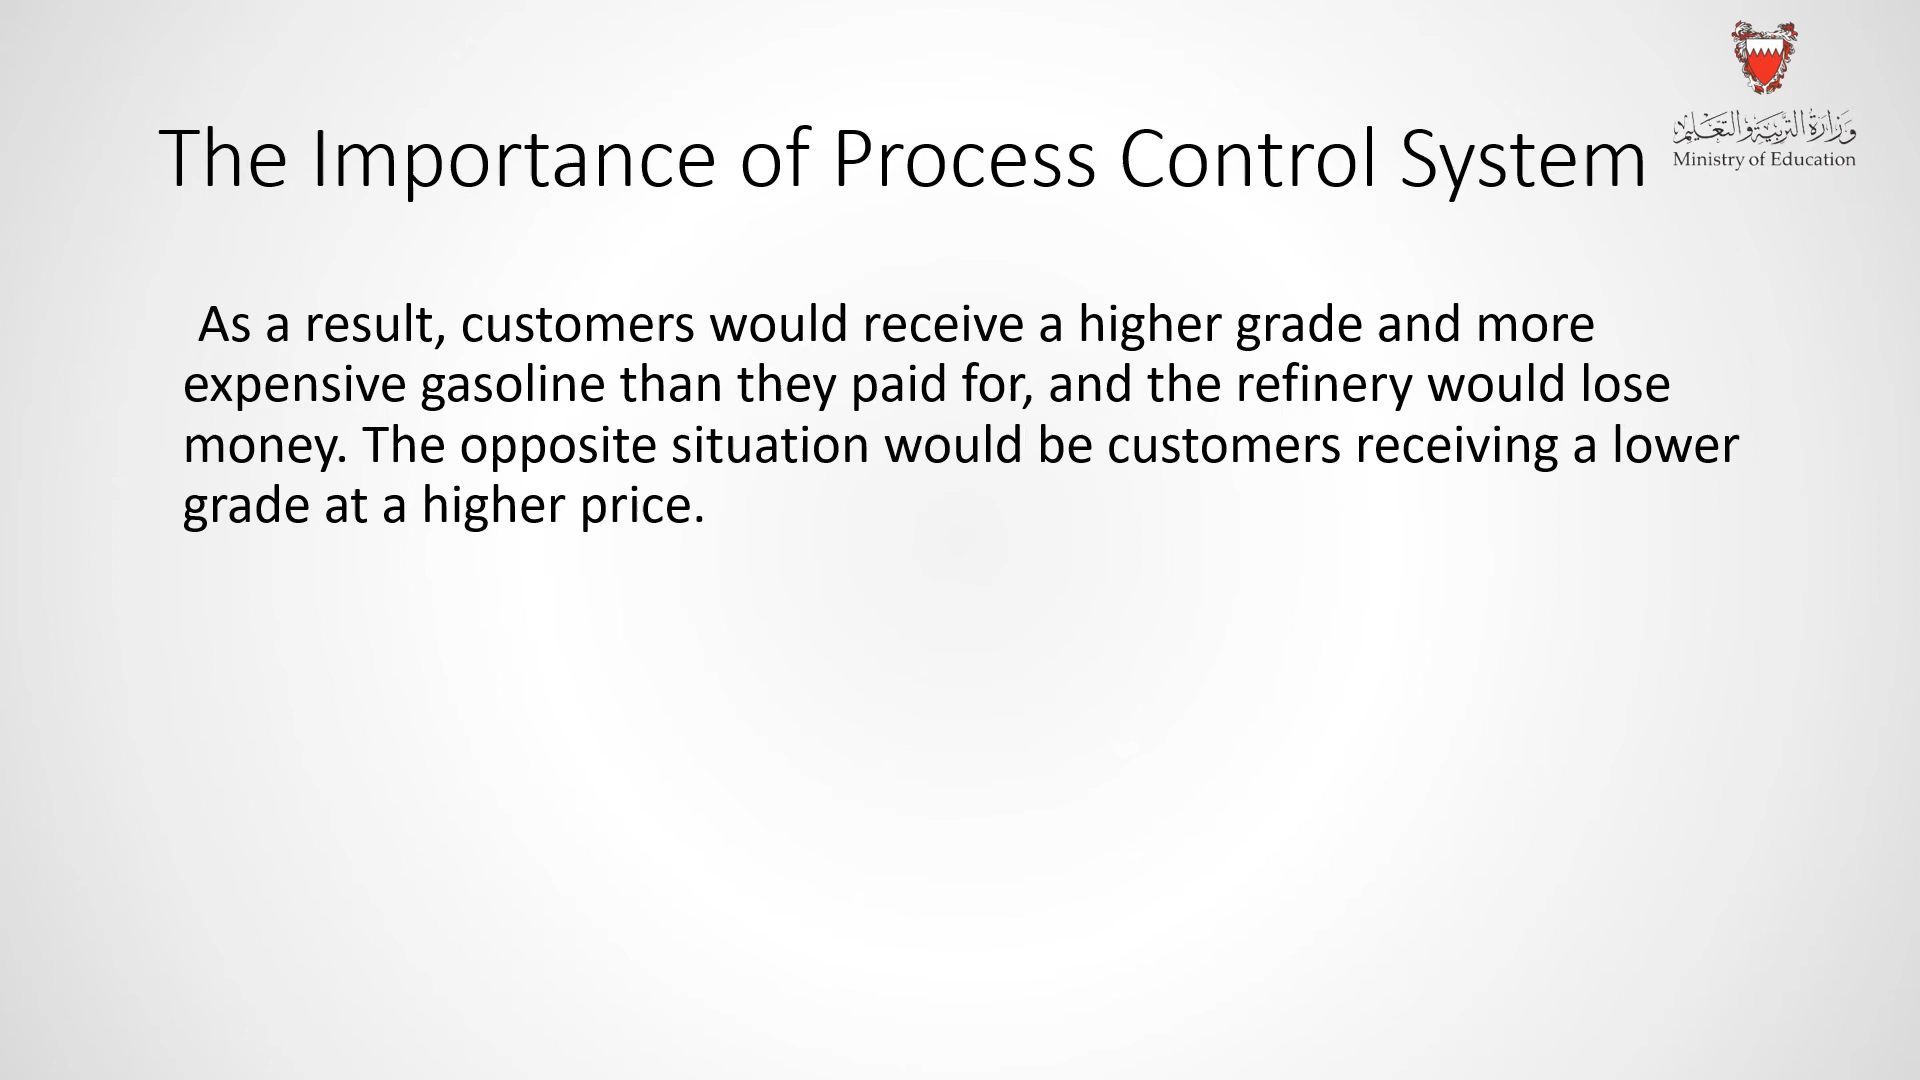 وزارة التربية والتعليم
Ministry of Education
The Importance of Process Control System
As a result, customers would receive a higher grade and more
expensive gasoline than they paid for, and the refinery would lose
money. The opposite situation would be customers receiving a lower
grade at a higher price.